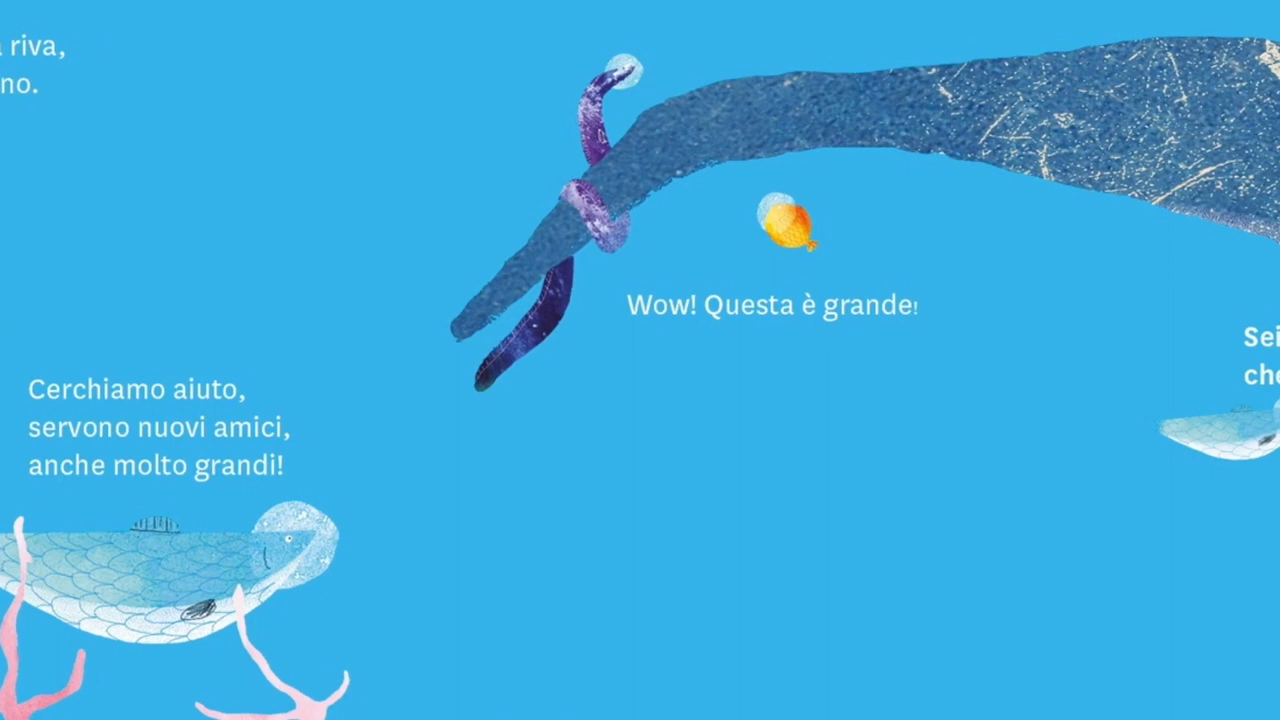 riva,
no.
Wow! Questa è grande!
Cerchiamo aiuto,
servono nuovi amici,
anche molto grandi!
Sei
che